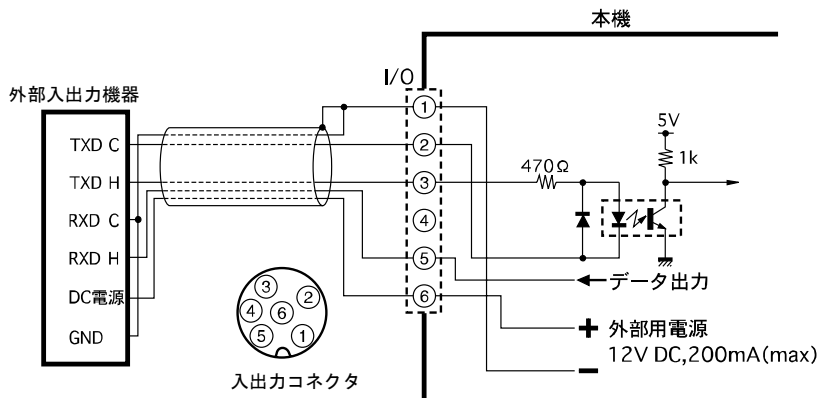 本機
I/O
外部入出力機器
TXD C
TXD H
RXD C
RXD H
DC電源
GND
①
②
③
④
⑤
⑥
470Ω
5V
1k
データ出力
+ 外部用電源
12V DC,200mA(max)
−
③
②
④
⑥
⑤
①
入出力コネクタ